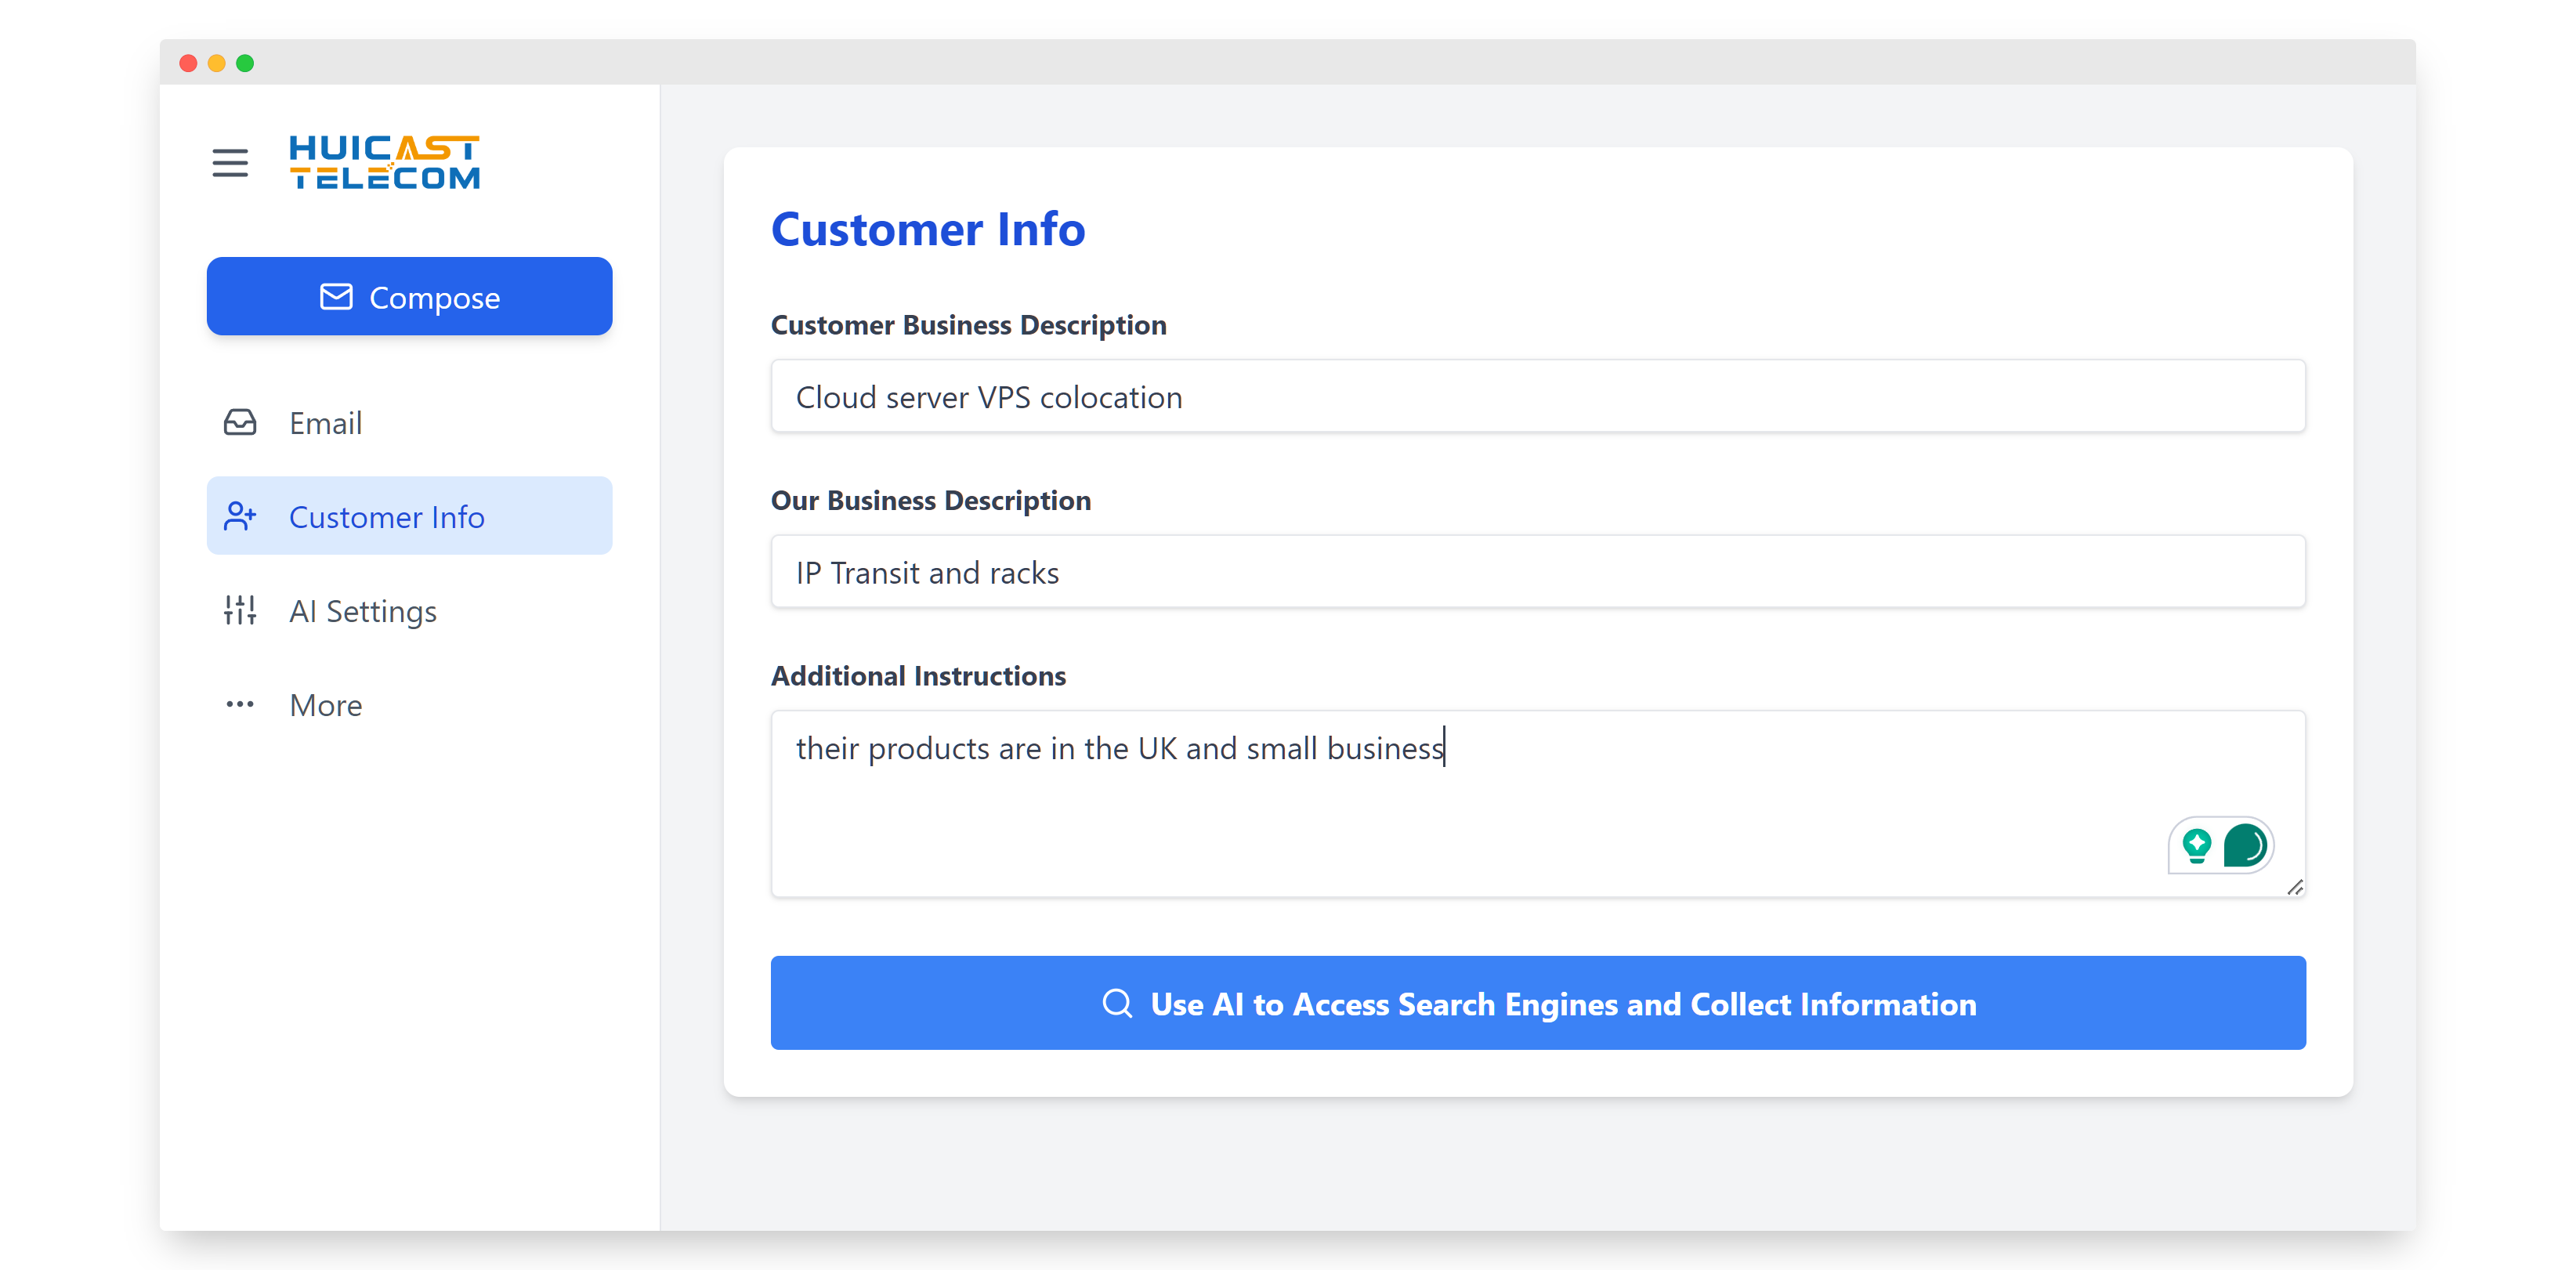 HUICAST
TELECOM
Compose
Email
Customer Info
AI Settings
More
Customer Info
Customer Business Description
Cloud server VPS colocation
Our Business Description
IP Transit and racks
Additional Instructions
their products are in the UK and small business
Use AI to Access Search Engines and Collect Information